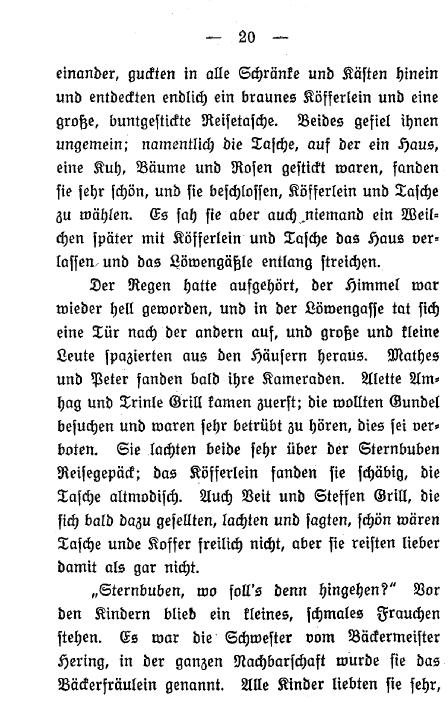 — 20 —
einander, guckten in alle Schränke und Kästen hinein
und entdeckten endlich ein braunes Köfferlein und eine
große, buntgestickte Reisetasche. Beides gefiel ihnen
ungemein; namentlich die Tasche, auf der ein Haus,
eine Kuh, Bäume und Rosen gestickt waren, fanden
sie sehr schön, und sie beschlossen, Köfferlein und Tasche
zu wählen. Es sah sie aber auch niemand ein Weil-
chen später mit Köfferlein und Tasche das Haus ver-
lassen und das Löwengäßle entlang streichen.
Der Regen hatte aufgehört, der Himmel war
wieder hell geworden, und in der Löwengasse tat sich
eine Tür nach der andern auf, und große und kleine
Leute spazierten aus den Häusern heraus. Mathes
und Peter fanden bald ihre Kameraden. Alette Am-
hag und Trinle Grill kamen zuerst; die wollten Gundel
besuchen und waren sehr betrübt zu hören, dies sei ver-
boten. Sie lachten beide sehr über der Sternbuben
Reisegepäck; das Köfferlein fanden sie schäbig, die
Tasche altmodisch. Auch Veit und Steffen Grill, die
sich bald dazu gesellten, lachten und sagten, schön wären
Tasche unde Koffer freilich nicht, aber sie reisten lieber
damit als gar nicht.
„Sternbuben, wo soll's denn hingehen?“ Vor
den Kindern blieb ein kleines, schmales Frauchen
stehen. Es war die Schwester vom Bäckermeister
Hering, in der ganzen Nachbarschaft wurde sie das
Bäckerfräulein genannt. Alle Kinder liebten sie sehr,